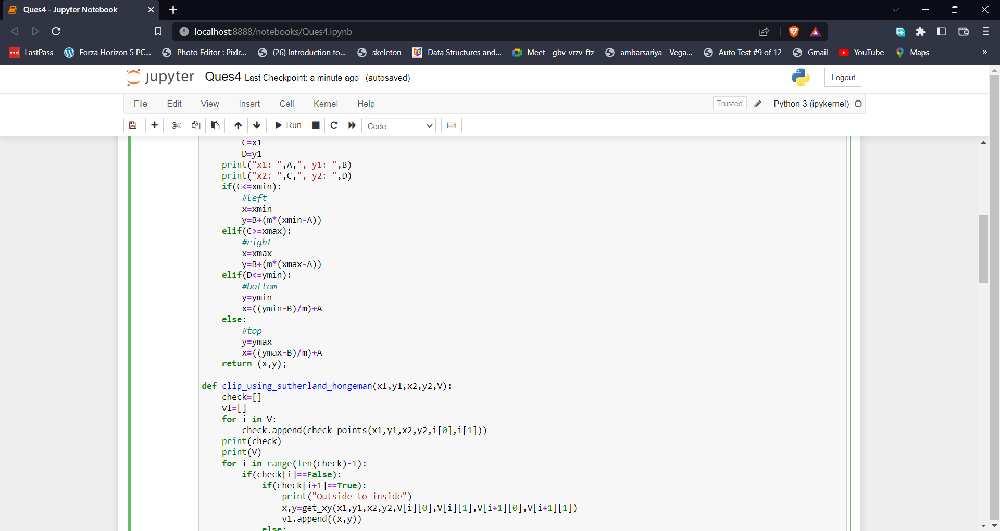 Ques4 - Jupyter Notebook
localhost:8888/notebooks/Ques4.ipynb
LastPass
Forza Horizon 5 PC...
Photo Editor : Pixlr...
(26) Introduction to...
skeleton
Data Structures and...
Meet - gbv-vrzv-ftz
ambarsariya - Vega...
Auto Test #9 of 12
Gmail
YouTube
Maps
»
jupyter Ques4 Last Checkpoint: a minute ago (autosaved)
Logout
File Edit View Insert Cell Kernel Help
Trusted
Python 3 (ipykernel)
Run
Code
        C=x1
        D=y1
    print("x1: ",A,", y1: ",B)
    print("x2: ",C,", y2: ",D)
    if(C<=xmin):
        #left
        x=xmin
        y=B+(m*(xmin-A))
    elif(C>=xmax):
        #right
        x=xmax
        y=B+(m*(xmax-A))
    elif(D<=ymin):
        #bottom
        y=ymin
        x=((ymin-B)/m)+A
    else:
        #top
        y=ymax
        x=((ymax-B)/m)+A
    return (x,y);
def clip_using_sutherland_hongeman(x1,y1,x2,y2,V):
    check=[]
    v1=[]
    for i in V:
        check.append(check_points(x1,y1,x2,y2,i[0],i[1]))
    print(check)
    print(V)
    for i in range(len(check)-1):
        if(check[i]==False):
            if(check[i+1]==True):
                print("Outside to inside")
                x,y=get_xy(x1,y1,x2,y2,V[i][0],V[i][1],V[i+1][0],V[i+1][1])
                v1.append((x,y))
            else: